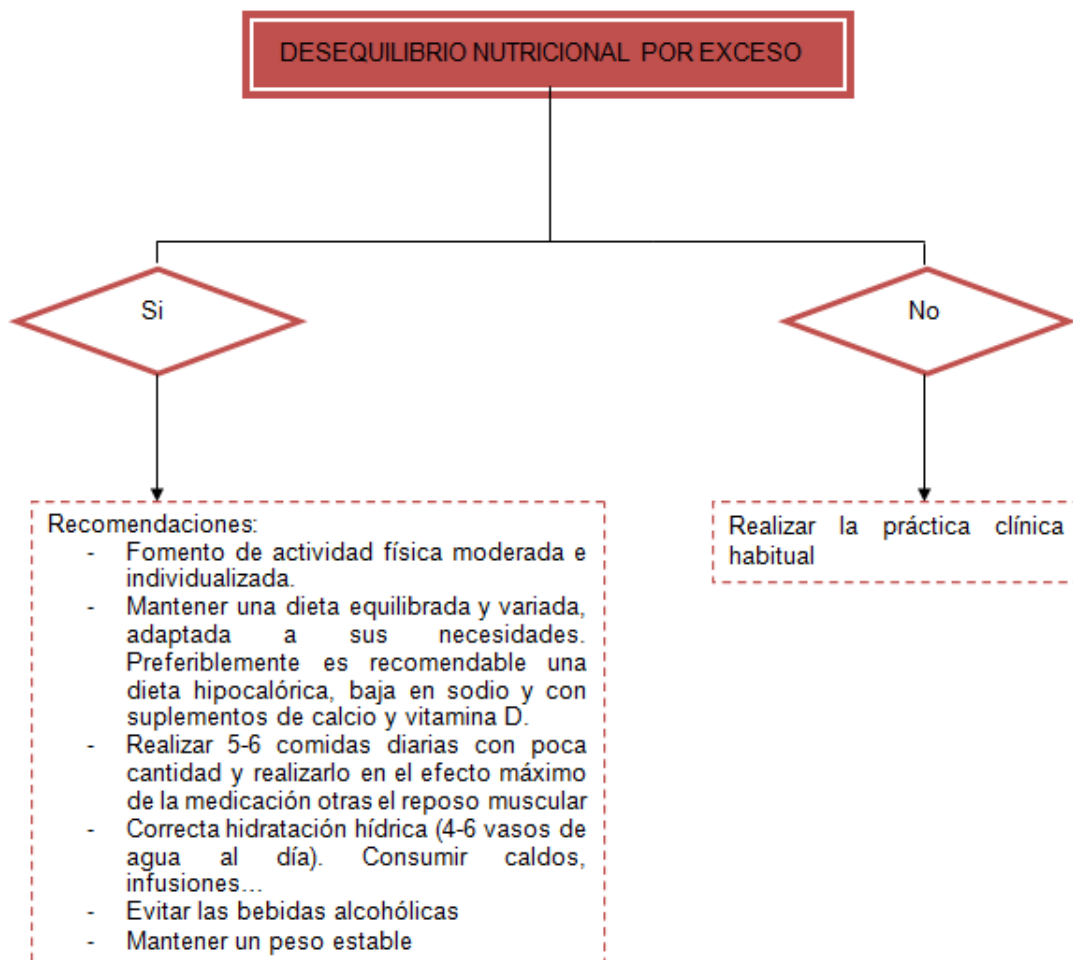 DESEQUILIBRIO NUTRICIONAL POR EXCESO
Si
No
Recomendaciones:
- Fomento de actividad física moderada e
individualizada.
- Mantener una dieta equilibrada y variada,
adaptada a sus necesidades.
Preferiblemente es recomendable una
dieta hipocalórica, baja en sodio y con
suplementos de calcio y vitamina D.
- Realizar 5-6 comidas diarias con poca
cantidad y realizarlo en el efecto máximo
de la medicación otras el reposo muscular
- Correcta hidratación hídrica (4-6 vasos de
agua al día). Consumir caldos,
infusiones...
- Evitar las bebidas alcohólicas
- Mantener un peso estable
Realizar la práctica clínica
habitual